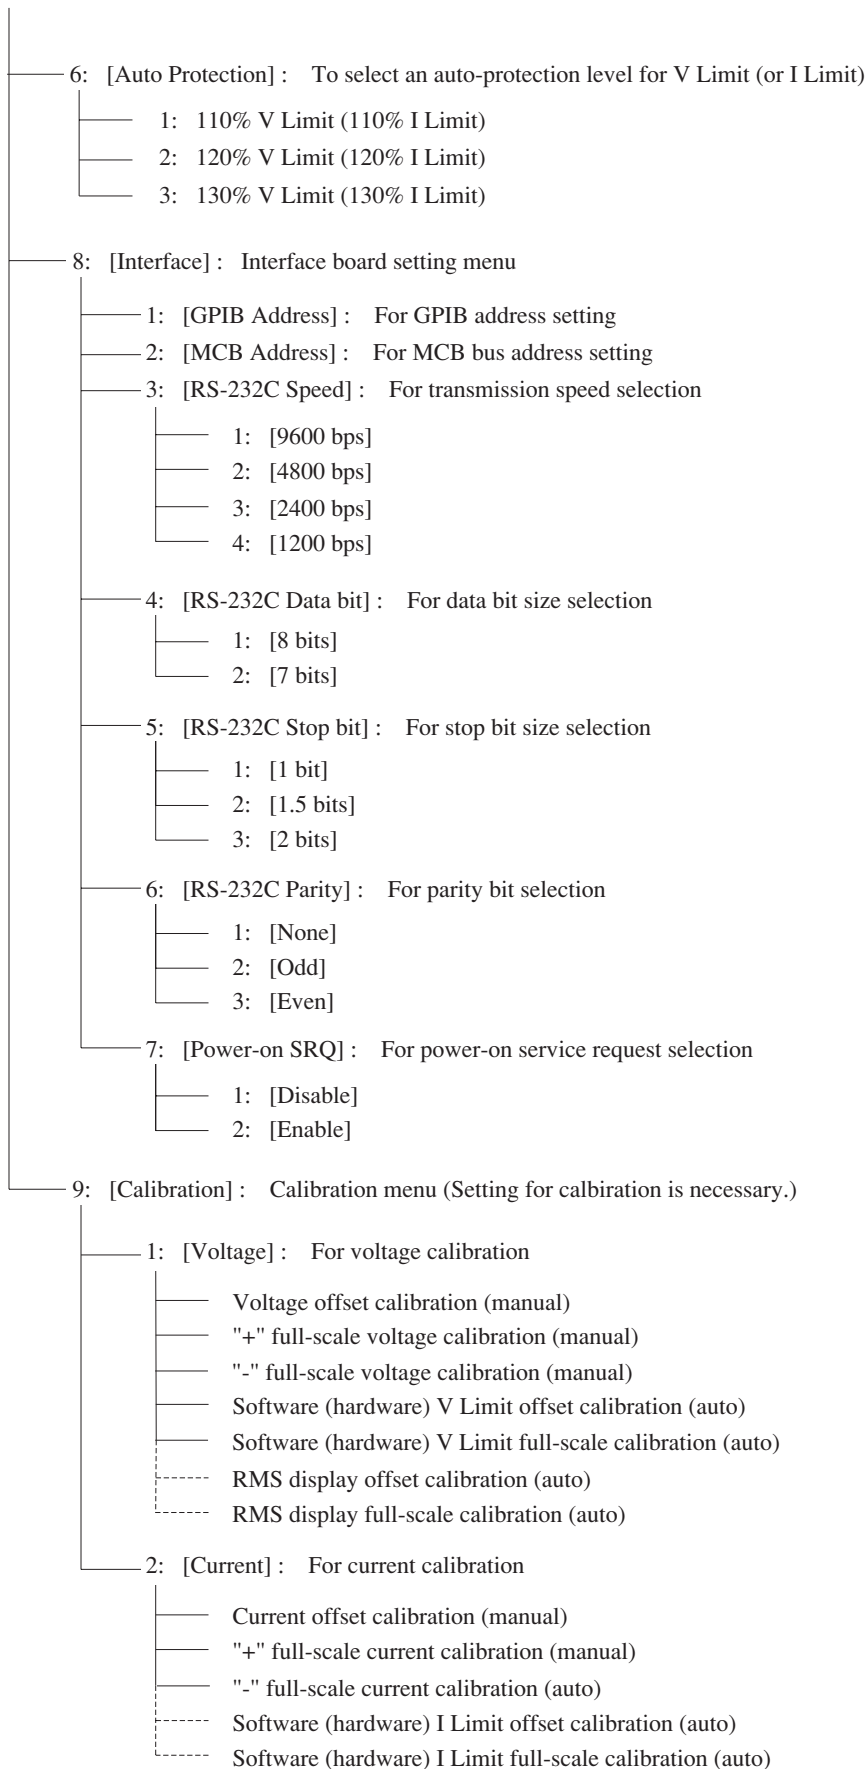 6: [Auto Protection] : To select an auto-protection level for V Limit (or I Limit)
1: 110% V Limit (110% I Limit)
2: 120% V Limit (120% I Limit)
3: 130% V Limit (130% I Limit)
8: [Interface] : Interface board setting menu
1: [GPIB Address] : For GPIB address setting
2: [MCB Address] : For MCB bus address setting
3: [RS-232C Speed] : For transmission speed selection
1: [9600 bps]
2: [4800 bps]
3: [2400 bps]
4: [1200 bps]
4: [RS-232C Data bit] : For data bit size selection
1: [8 bits]
2: [7 bits]
5: [RS-232C Stop bit] : For stop bit size selection
1: [1 bit]
2: [1.5 bits]
3: [2 bits]
6: [RS-232C Parity] : For parity bit selection
1: [None]
2: [Odd]
3: [Even]
7: [Power-on SRQ] : For power-on service request selection
1: [Disable]
2: [Enable]
9: [Calibration] : Calibration menu (Setting for calbiration is necessary.)
1: [Voltage] : For voltage calibration
Voltage offset calibration (manual)
"+" full-scale voltage calibration (manual)
"-" full-scale voltage calibration (manual)
Software (hardware) V Limit offset calibration (auto)
Software (hardware) V Limit full-scale calibration (auto)
RMS display offset calibration (auto)
RMS display full-scale calibration (auto)
2: [Current] : For current calibration
Current offset calibration (manual)
"+" full-scale current calibration (manual)
"-" full-scale current calibration (auto)
Software (hardware) I Limit offset calibration (auto)
Software (hardware) I Limit full-scale calibration (auto)